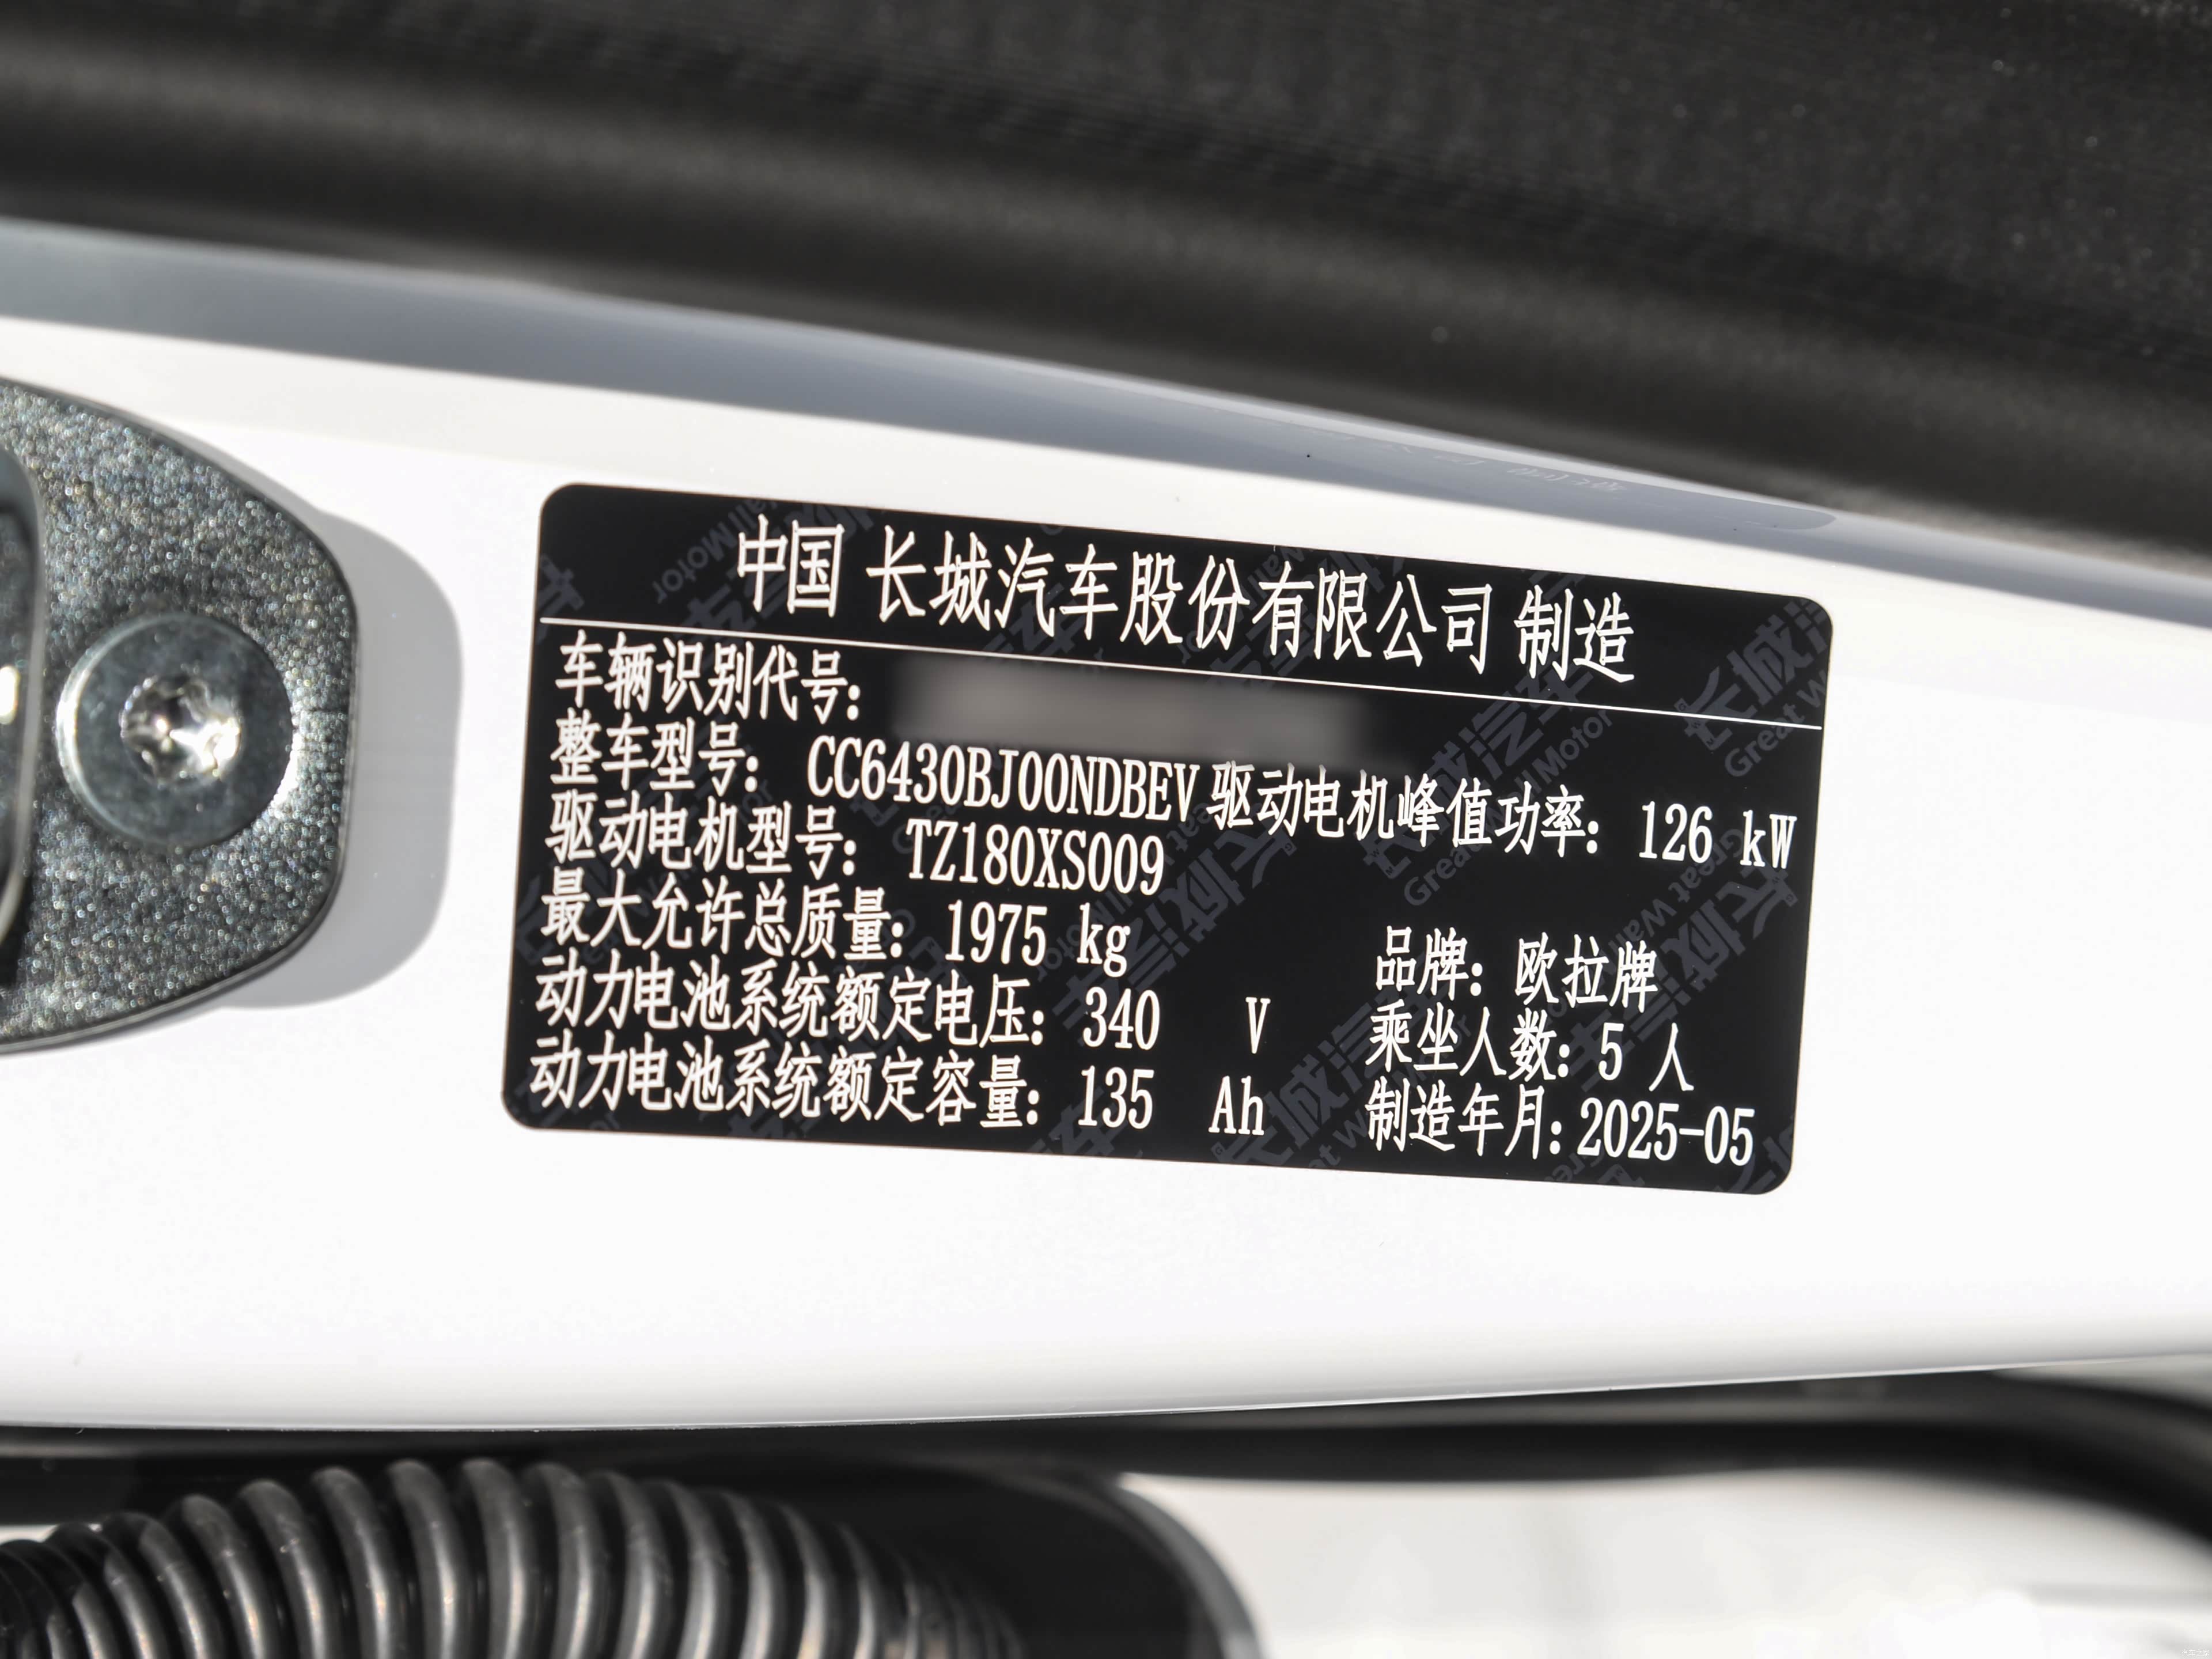 中国 长城汽车股份有限公司 制造
车辆识别代号:
整车型号: CC6430BJ00NDBEV 驱动电机峰值功率: 126 kW
驱动电机型号: TZ180XS009
最大允许总质量: 1975 kg 品牌: 欧拉牌
动力电池系统额定电压: 340 V 乘坐人数: 5 人
动力电池系统额定容量: 135 Ah 制造年月: 2025-05